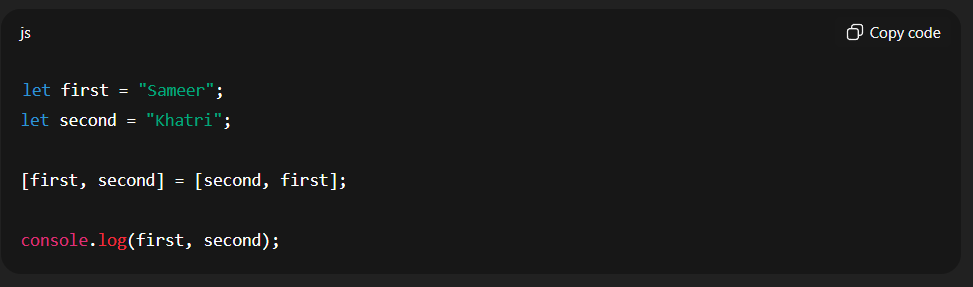 js
Copy code
let first = "Sameer";
let second = "Khatri";
[first, second] = [second, first];
console.log(first, second);